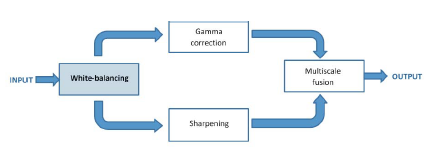 Gamma
correction
INPUT
White-balancing
Multiscale
fusion
OUTPUT
Sharpening